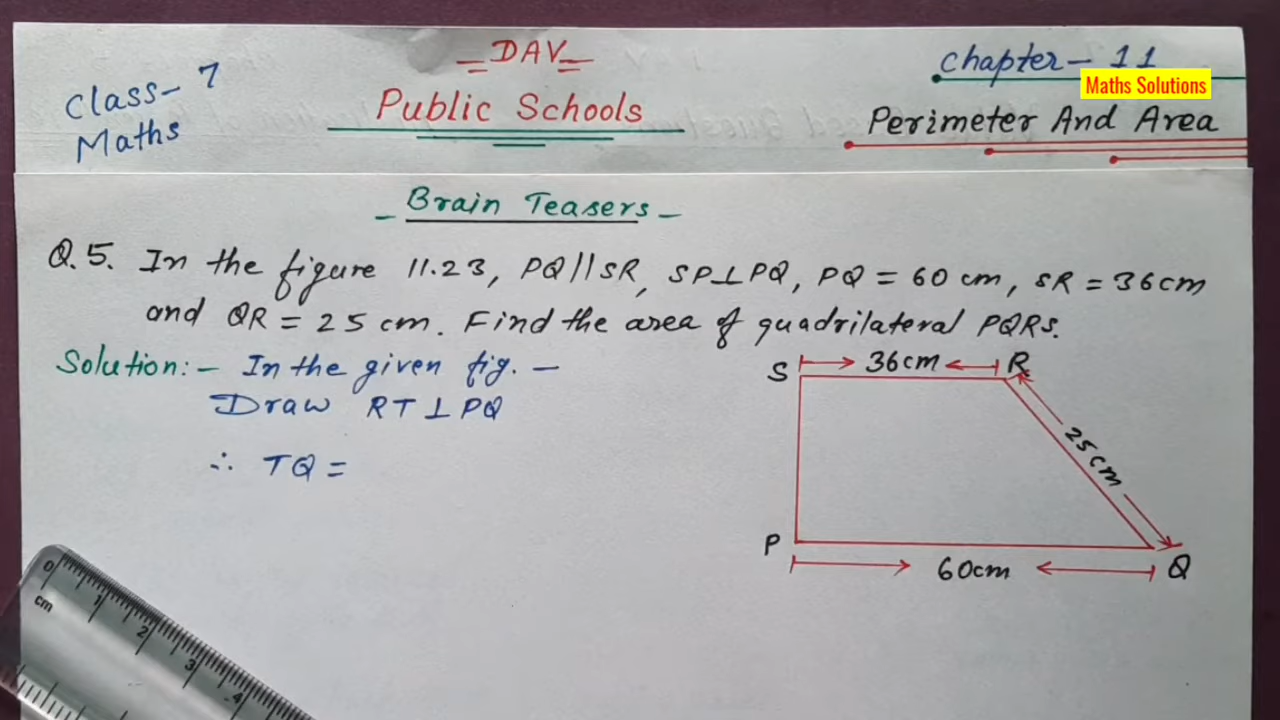 Class- 7
Maths
DAV
Public Schools
Chapter- 11
Maths Solutions
Perimeter And Area
- Brain Teasers -
Q.5. In the figure 11.23, PQ||SR, SP⊥PQ, PQ = 60 cm, SR = 36cm
and QR = 25 cm. Find the area of quadrilateral PQRS.
Solution:- In the given fig. -
Draw RT ⊥ PQ
∴ TQ =
S 36cm R
25cm
P 60cm Q
0 1 2 3 4
cm